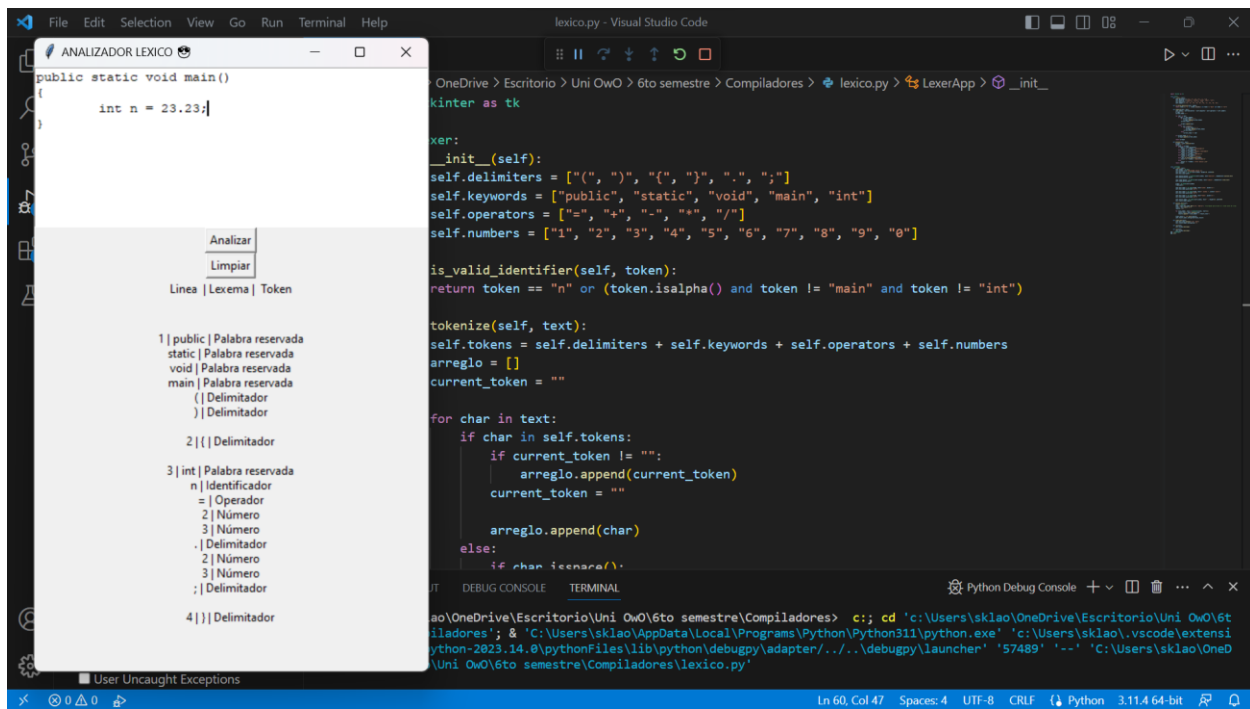 File Edit Selection View Go Run Terminal Help
lexico.py - Visual Studio Code
ANALIZADOR LEXICO 😎
public static void main()
{
int n = 23.23;
}
Analizar
Limpiar
Linea | Lexema | Token
1 | public | Palabra reservada
static | Palabra reservada
void | Palabra reservada
main | Palabra reservada
( | Delimitador
) | Delimitador
2 | { | Delimitador
3 | int | Palabra reservada
n | Identificador
= | Operador
2 | Número
3 | Número
. | Delimitador
2 | Número
3 | Número
; | Delimitador
4 | } | Delimitador
> OneDrive > Escritorio > Uni OwO > 6to semestre > Compiladores > lexico.py > LexerApp > __init__
kinter as tk
xer:
__init__(self):
self.delimiters = ["(", ")", "{", "}", ".", ";"]
self.keywords = ["public", "static", "void", "main", "int"]
self.operators = ["=", "+", "-", "*", "/"]
self.numbers = ["1", "2", "3", "4", "5", "6", "7", "8", "9", "0"]
is_valid_identifier(self, token):
return token == "n" or (token.isalpha() and token != "main" and token != "int")
tokenize(self, text):
self.tokens = self.delimiters + self.keywords + self.operators + self.numbers
arreglo = []
current_token = ""
for char in text:
if char in self.tokens:
if current_token != "":
arreglo.append(current_token)
current_token = ""
arreglo.append(char)
else:
if char.isspace():
UT DEBUG CONSOLE TERMINAL
Python Debug Console
ao\OneDrive\Escritorio\Uni OwO\6to semestre\Compiladores> c:; cd 'c:\Users\sklao\OneDrive\Escritorio\Uni OwO\6t
iladores'; & 'C:\Users\sklao\AppData\Local\Programs\Python\Python311\python.exe' 'c:\Users\sklao\.vscode\extensi
ython-2023.14.0\pythonFiles\lib\python\debugpy\adapter/../..\debugpy\launcher' '57489' '--' 'C:\Users\sklao\OneD
\Uni OwO\6to semestre\Compiladores\lexico.py'
User Uncaught Exceptions
0 0 Ln 60, Col 47 Spaces: 4 UTF-8 CRLF Python 3.11.4 64-bit